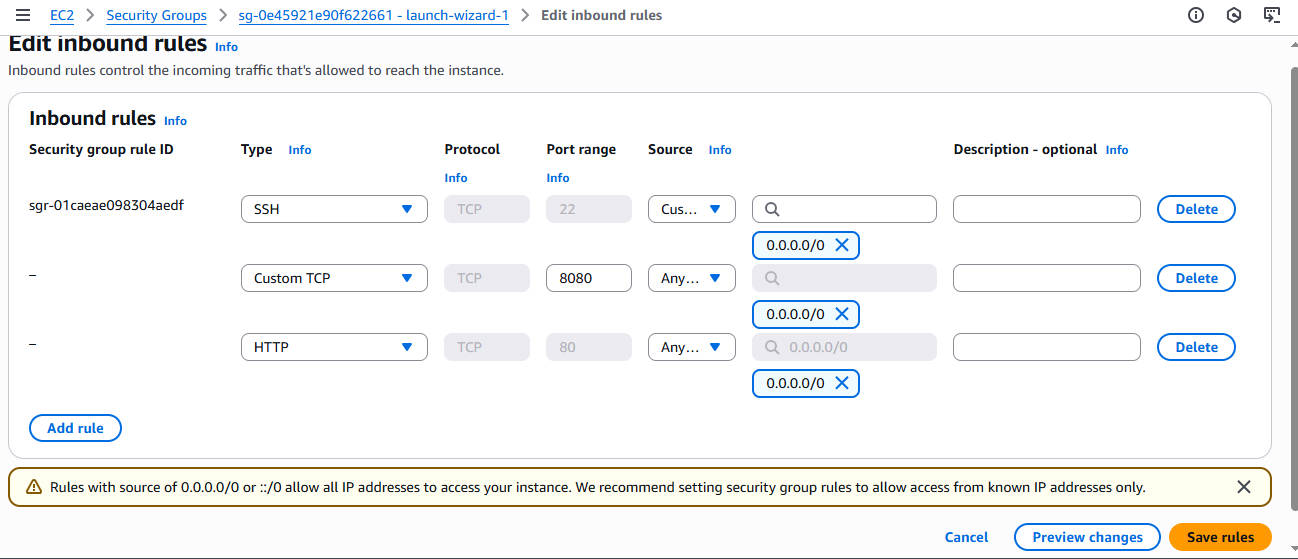 EC2 > Security Groups > sg-0e45921e90f622661 - launch-wizard-1 > Edit inbound rules
Edit inbound rules Info
Inbound rules control the incoming traffic that's allowed to reach the instance.
Inbound rules Info
Security group rule ID Type Info Protocol Port range Source Info Description - optional Info
Info Info
sgr-01caeae098304aedf SSH TCP 22 Cus... Delete
0.0.0.0/0
– Custom TCP TCP 8080 Any... Delete
0.0.0.0/0
– HTTP TCP 80 Any... 0.0.0.0/0 Delete
0.0.0.0/0
Add rule
Rules with source of 0.0.0.0/0 or ::/0 allow all IP addresses to access your instance. We recommend setting security group rules to allow access from known IP addresses only.
Cancel Preview changes Save rules